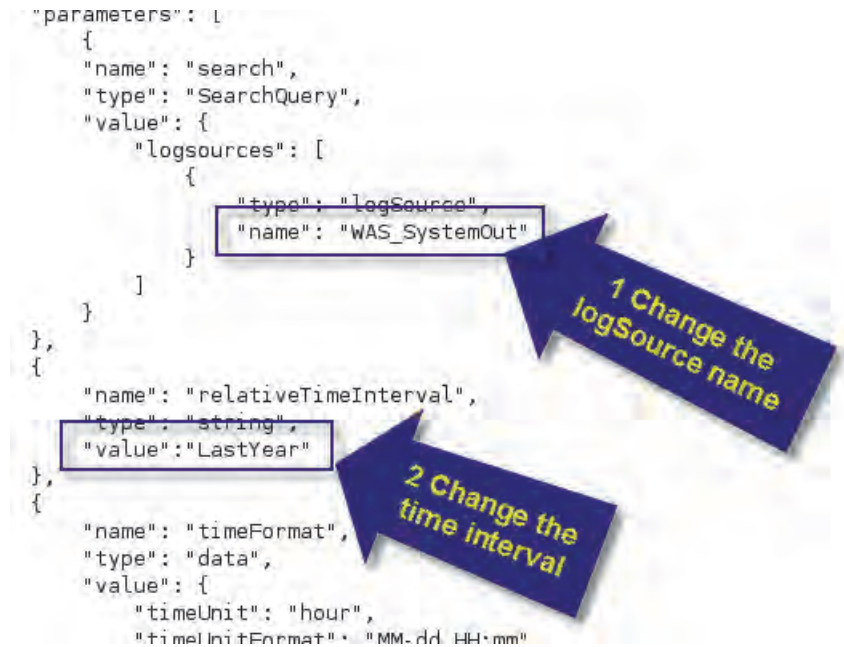 "parameters": [
{
"name": "search",
"type": "SearchQuery",
"value": {
"logsources": [
{
"type": "logSource",
"name": "WAS_SystemOut"
}
]
}
},
{
"name": "relativeTimeInterval",
"type": "string",
"value":"LastYear"
},
{
"name": "timeFormat",
"type": "data",
"value": {
"timeUnit": "hour",
"timeUnitFormat": "MM-dd HH:mm"
1 Change the
logSource name
2 Change the
time interval